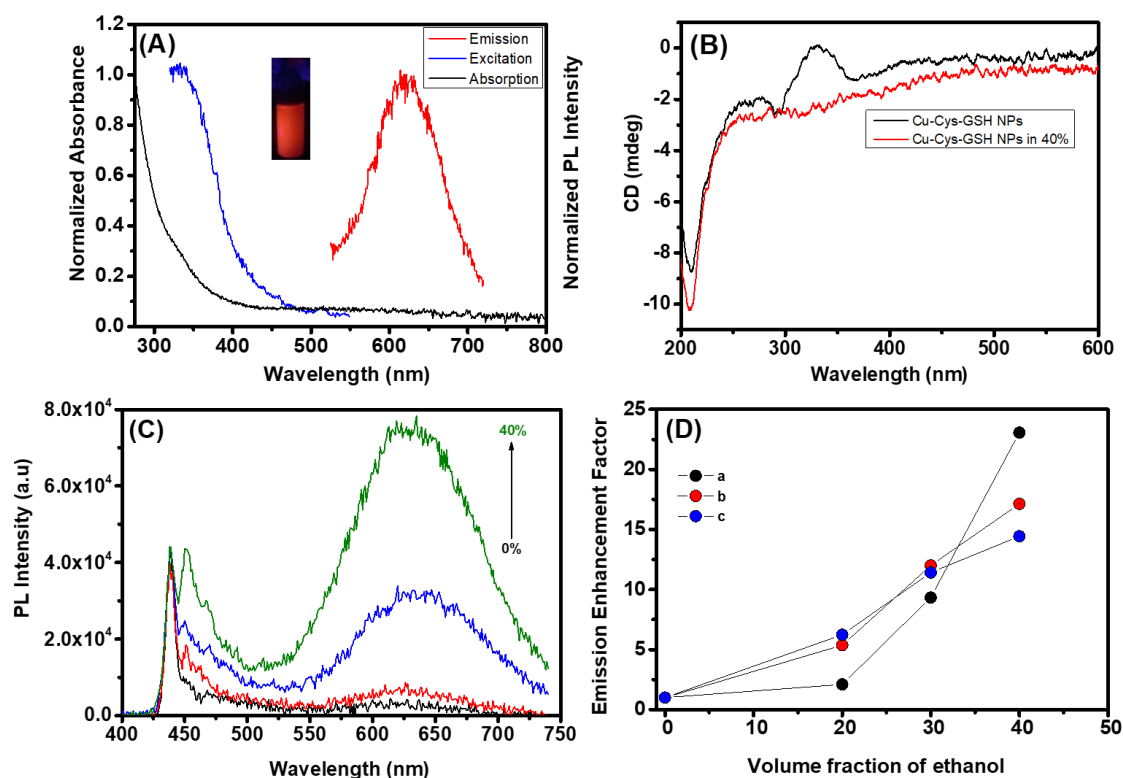 (A)
Emission
Excitation
Absorption
Normalized Absorbance
Normalized PL Intensity
1.2
1.0
0.8
0.6
0.4
0.2
0.0
300 400 500 600 700 800
Wavelength (nm)
(B)
Cu-Cys-GSH NPs
Cu-Cys-GSH NPs in 40%
CD (mdeg)
0
-2
-4
-6
-8
-10
200 300 400 500 600
Wavelength (nm)
(C)
40%
0%
PL Intensity (a.u)
8.0x10⁴
6.0x10⁴
4.0x10⁴
2.0x10⁴
0.0
400 450 500 550 600 650 700 750
Wavelength (nm)
(D)
a
b
c
Emission Enhancement Factor
25
20
15
10
5
0
0 10 20 30 40 50
Volume fraction of ethanol